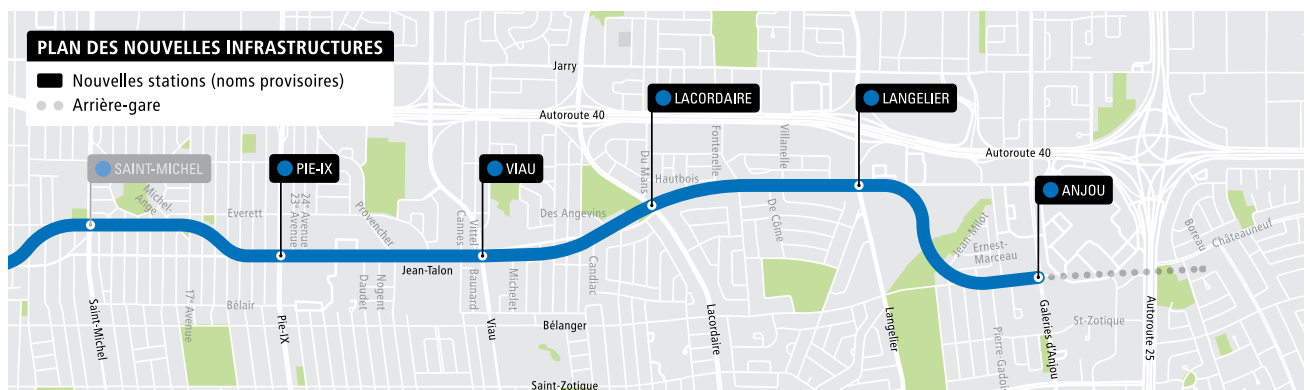 PLAN DES NOUVELLES INFRASTRUCTURES
Nouvelles stations (noms provisoires)
Arrière-gare
Jarry
Autoroute 40
LACORDAIRE
LANGELIER
Autoroute 40
SAINT-MICHEL
PIE-IX
VIAU
ANJOU
Michel-
Ange
Everett
23e Avenue
24e Avenue
Provencher
Cannes
Vittel
Des Angevins
Du Mans
Hautbois
Fontenelle
Villanelle
De Côme
Jean-Milot
Ernest-
Marceau
Boreau
Châteauneuf
Jean-Talon
Saint-Michel
17e Avenue
Bélair
Pie-IX
Daudet
Nogent
Viau
Baunard
Michelet
Bélanger
Candiac
Lacordaire
Langelier
Pierre-Gadoi
Galeries d'Anjou
St-Zotique
Autoroute 25
Saint-Zotique